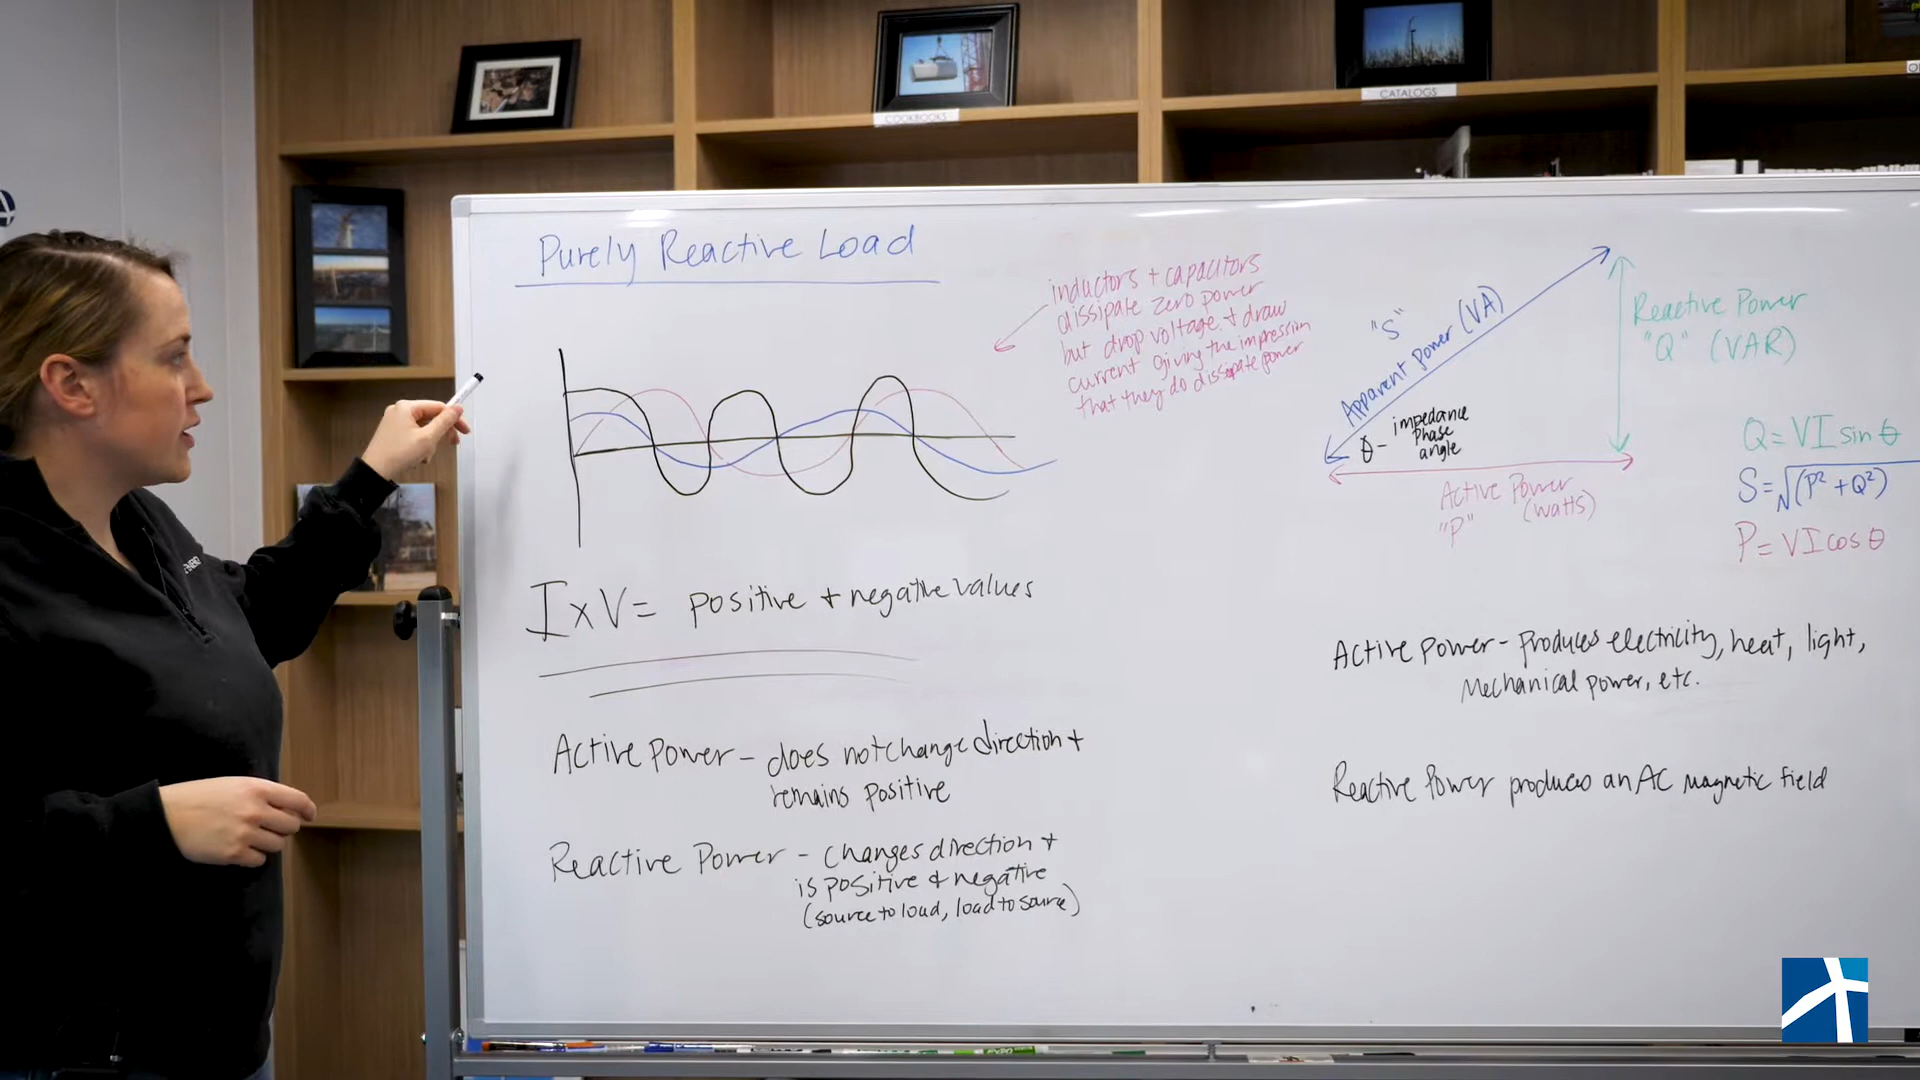 COOKBOOKS
CATALOGS
Purely Reactive Load
inductors + capacitors
dissipate zero power
but drop voltage + draw
current giving the impression
that they do dissepate power
I x V = positive + negative values
Active Power - does not change direction +
remains positive
Reactive Power - changes direction +
is positive & negative
(source to load, load to source)
"S"
Apparent Power (VA)
Reactive Power
"Q" (VAR)
θ - impedance
Phase
angle
Active Power
"P" (watts)
Q = VI sin θ
S = √(P² + Q²)
P = VI cos θ
Active Power - produces electricity, heat, light,
Mechanical power, etc.
Reactive Power produces an AC magnetic field